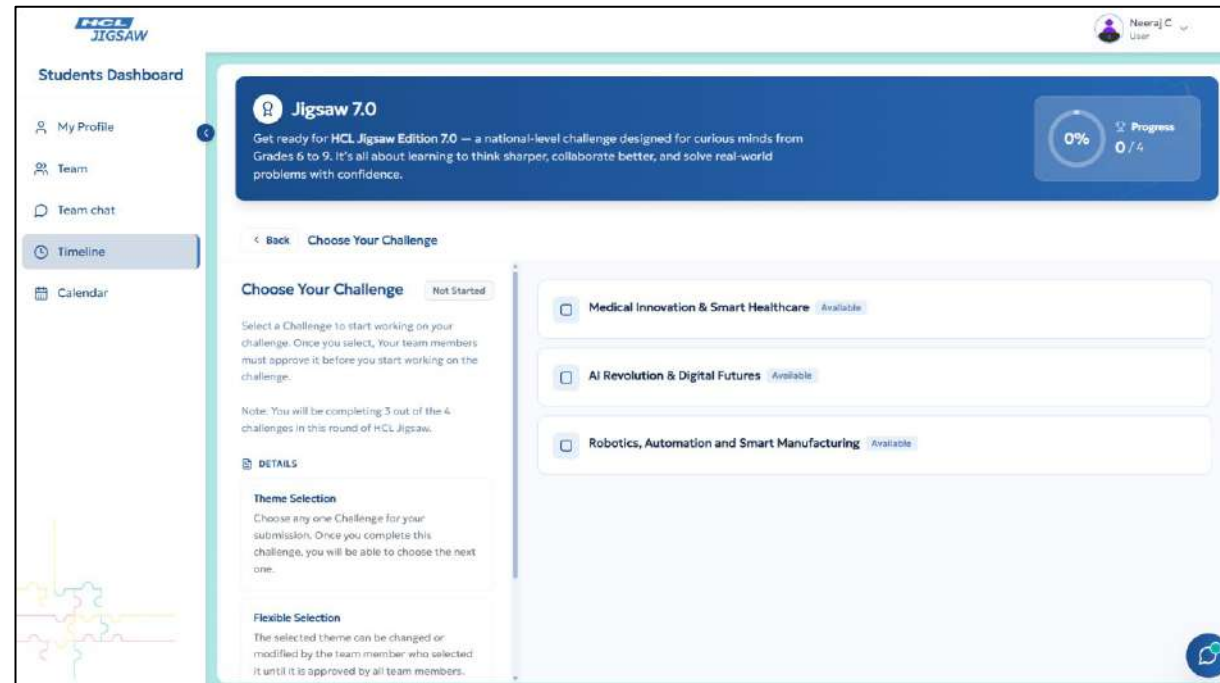 HCL
JIGSAW
Neeraj C
User
Students Dashboard
My Profile
Team
Team chat
Timeline
Calendar
Jigsaw 7.0
Get ready for HCL Jigsaw Edition 7.0 — a national-level challenge designed for curious minds from
Grades 6 to 9. It's all about learning to think sharper, collaborate better, and solve real-world
problems with confidence.
0%
Progress
0 / 4
< Back Choose Your Challenge
Choose Your Challenge Not Started
Select a Challenge to start working on your
challenge. Once you select, Your team members
must approve it before you start working on the
challenge.
Note: You will be completing 3 out of the 4
challenges in this round of HCL Jigsaw.
DETAILS
Theme Selection
Choose any one Challenge for your
submission. Once you complete this
challenge, you will be able to choose the next
one.
Flexible Selection
The selected theme can be changed or
modified by the team member who selected
it until it is approved by all team members.
Medical Innovation & Smart Healthcare Available
AI Revolution & Digital Futures Available
Robotics, Automation and Smart Manufacturing Available